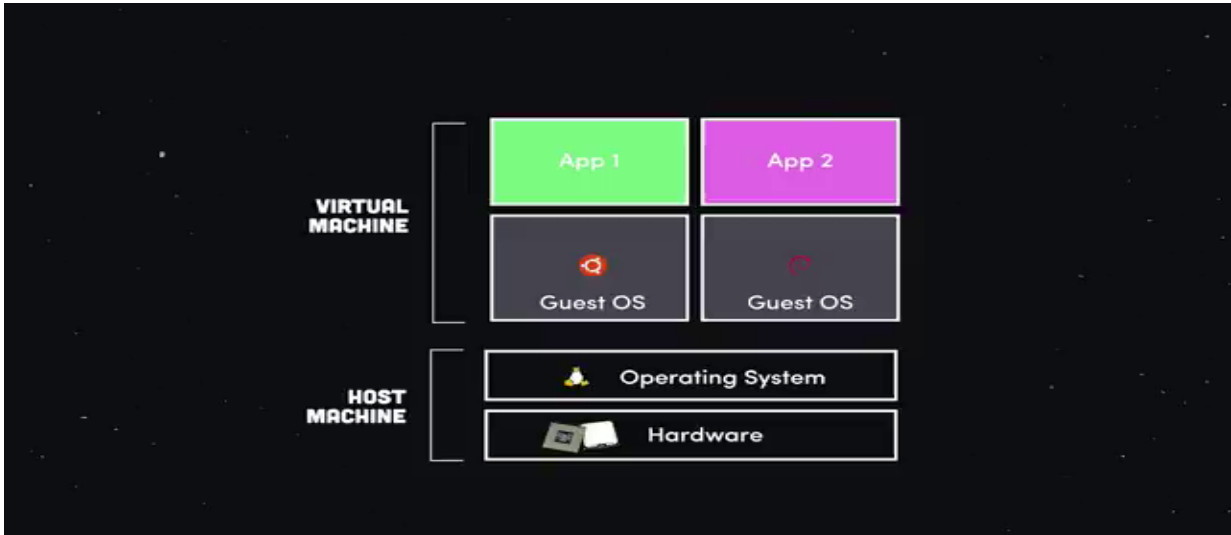 App 1
App 2
VIRTUAL
MACHINE
Guest OS
Guest OS
Operating System
HOST
MACHINE
Hardware